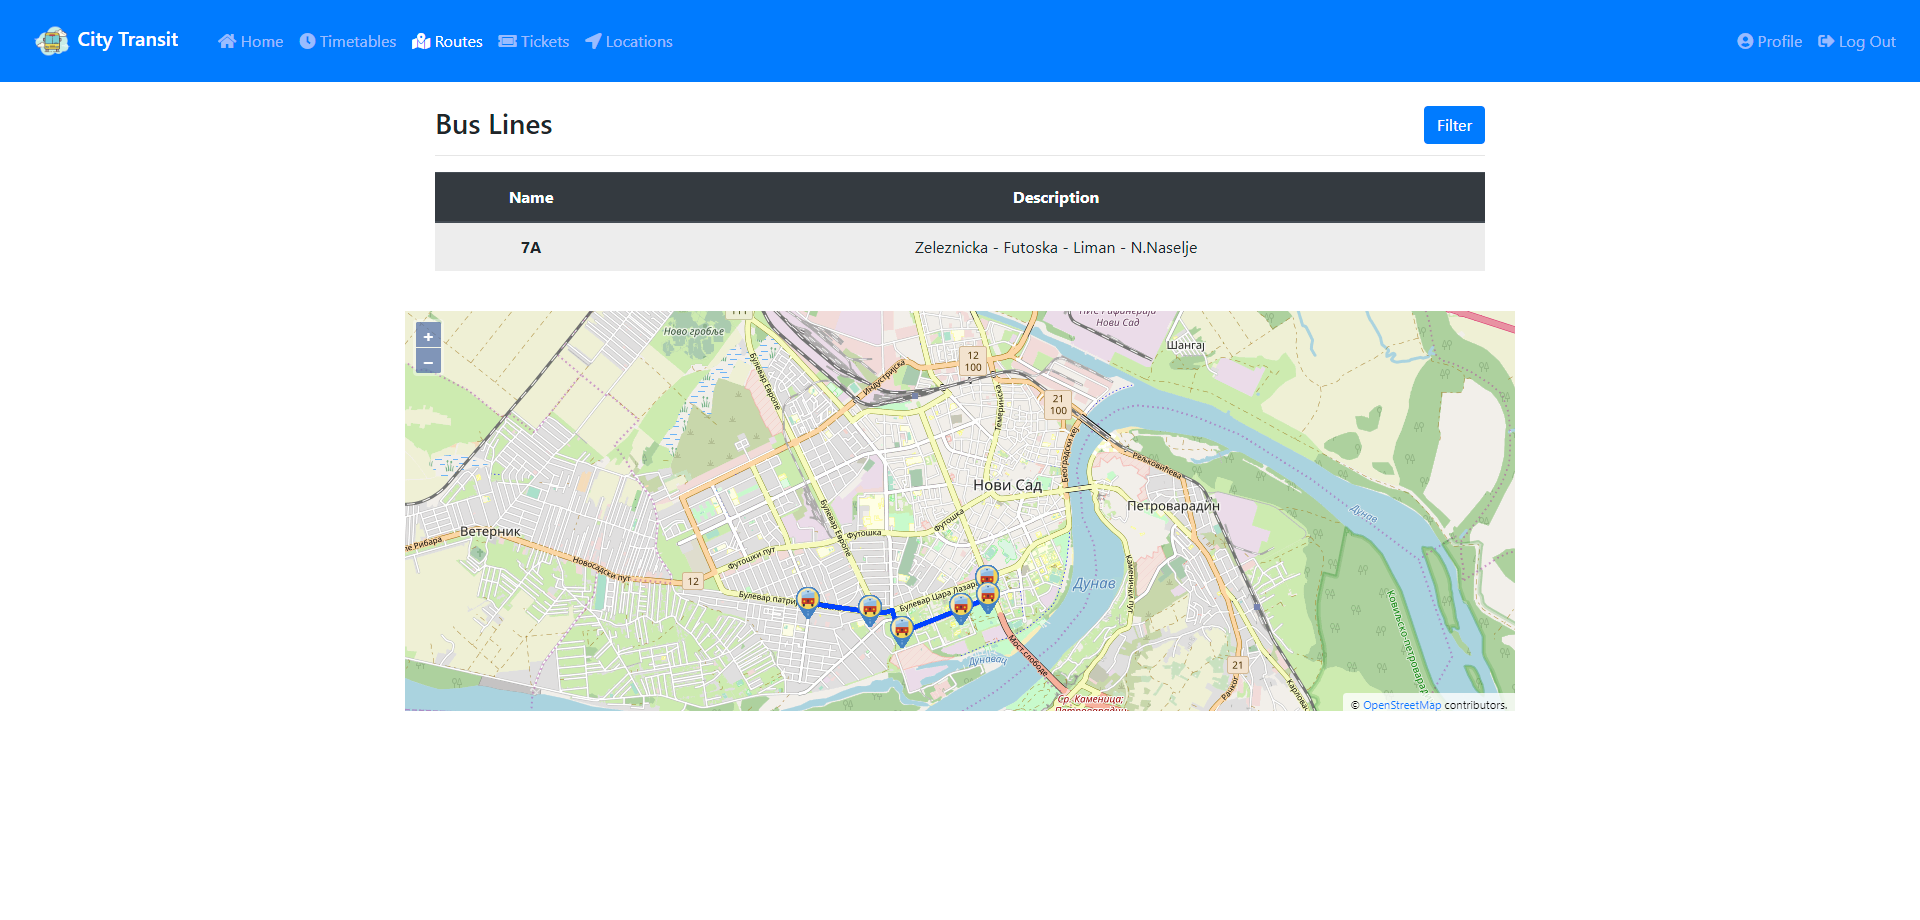 City Transit
Home Timetables Routes Tickets Locations
Profile Log Out
Bus Lines
Filter
Name Description
7A Zeleznicka - Futoska - Liman - N.Naselje
+
−
Ново гробље
Нови Сад
Шангај
12
100
21
100
Индустријска
Булевар Европе
Темеринска
Београдски кеј
Рељковићева
Нови Сад
Петроварадин
Дунав
Ветерник
Футошка
Футошка
Булевар Европе
Футошки пут
Новосадски пут
12
Дунав
Каменички пут
Булевар Цара Лазара
Дунавац
Мост слободе
21
Ср. Каменица;
© OpenStreetMap contributors.